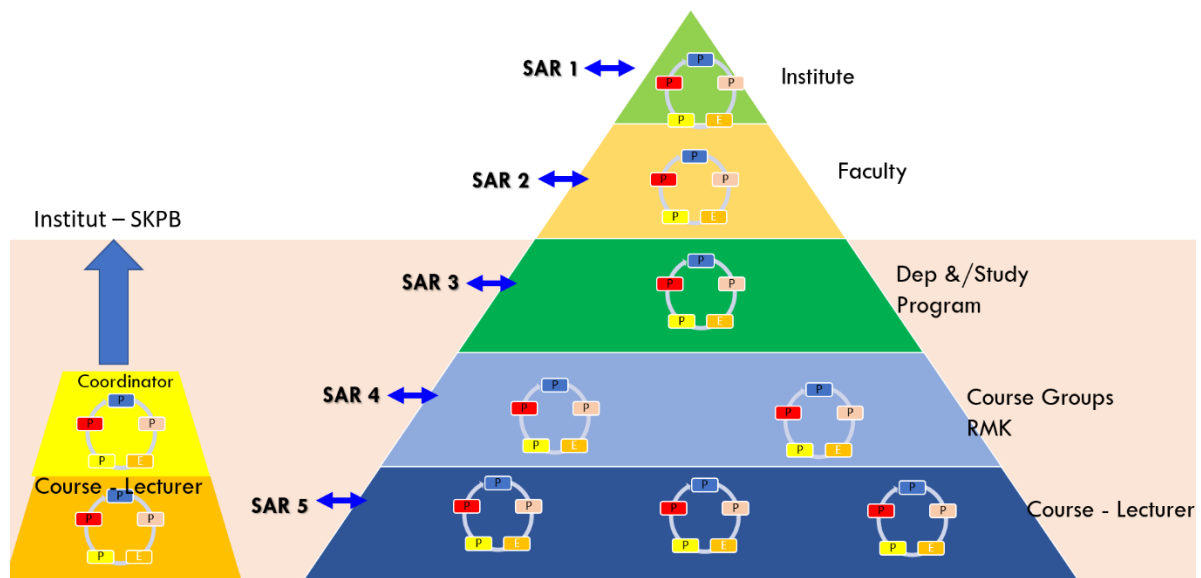 SAR 1
P
P
P
P
E
Institute
SAR 2
P
P
P
P
E
Faculty
Institut – SKPB
SAR 3
P
P
P
P
E
Dep &/Study
Program
Coordinator
P
P
P
P
E
SAR 4
P
P
P
P
E
P
P
P
P
E
Course Groups
RMK
Course - Lecturer
P
P
P
P
E
SAR 5
P
P
P
P
E
P
P
P
P
E
P
P
P
P
E
Course - Lecturer